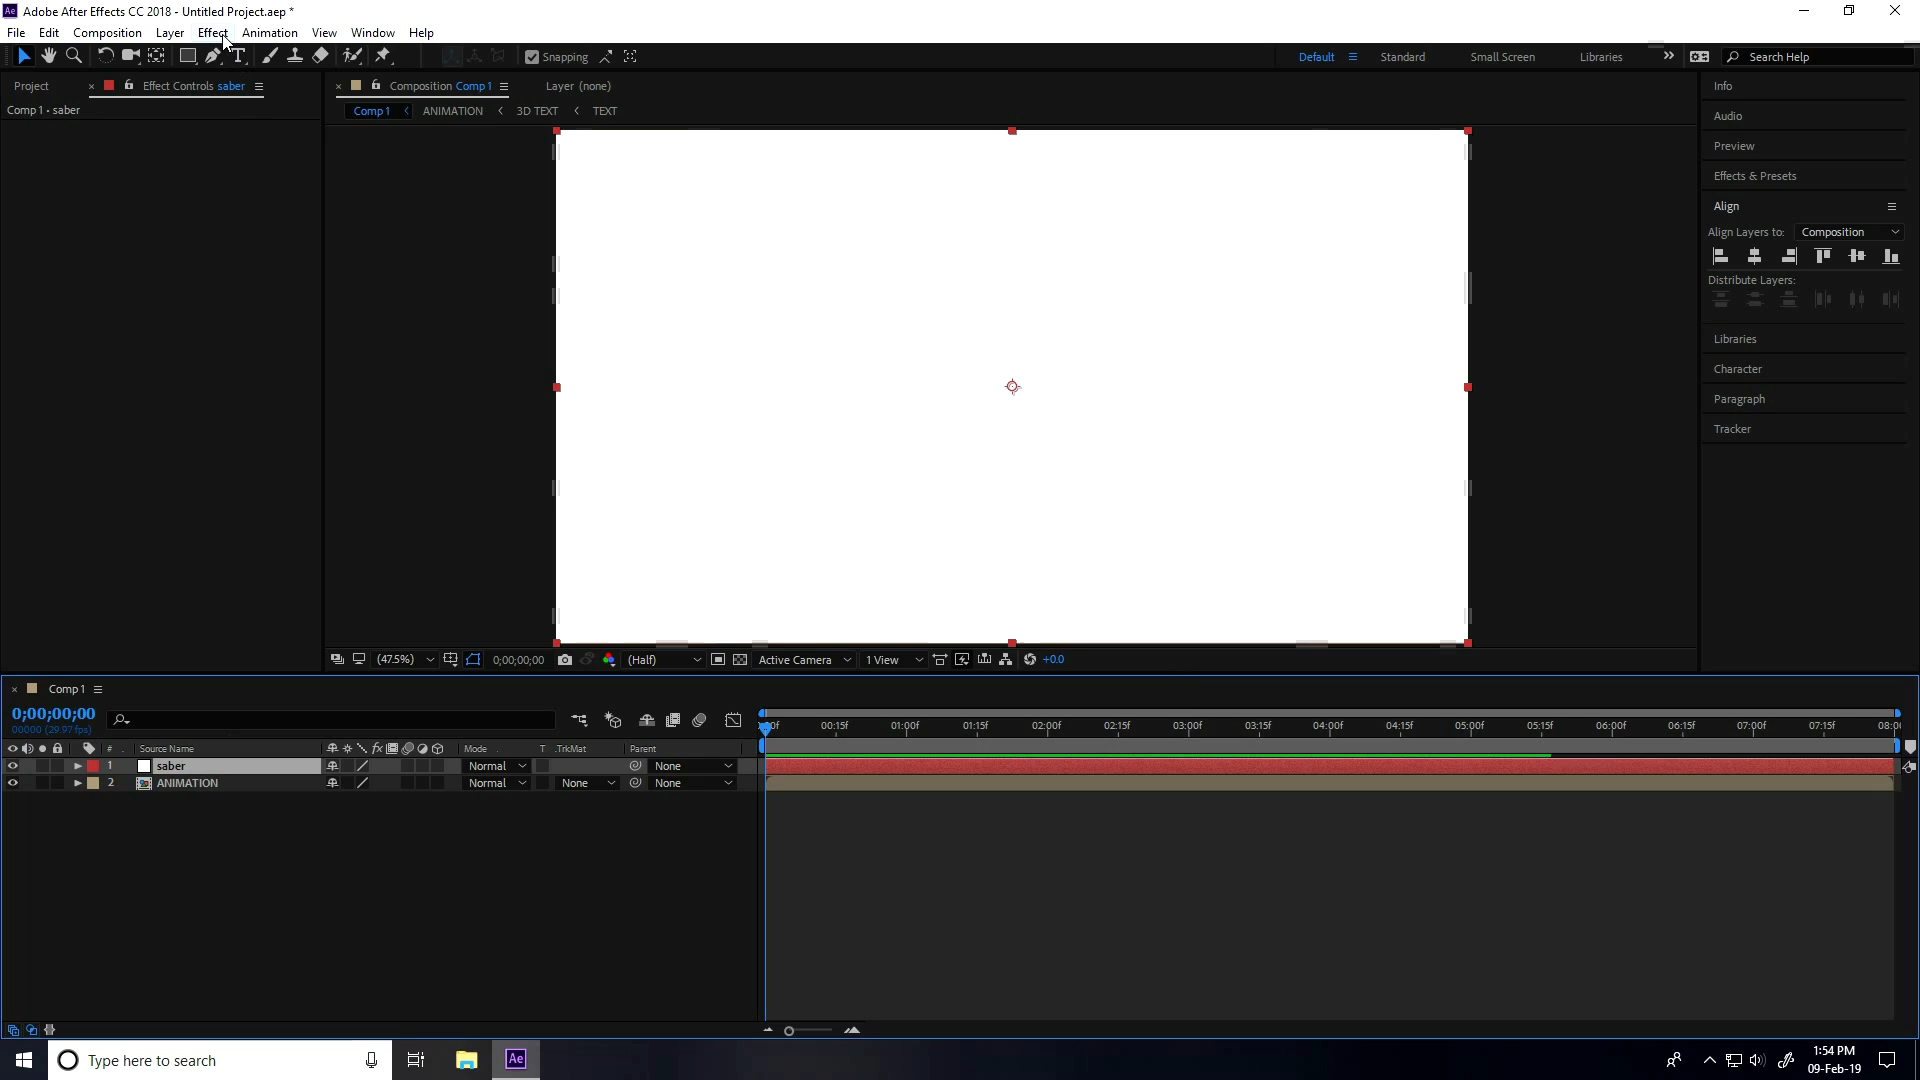 Adobe After Effects CC 2018 - Untitled Project.aep *
File Edit Composition Layer Effect Animation View Window Help
Snapping Default Standard Small Screen Libraries Search Help
Project Effect Controls saber Composition Comp 1 Layer (none) Info
Comp 1 • saber Comp 1 ANIMATION 3D TEXT TEXT
Audio
Preview
Effects & Presets
Align
Align Layers to: Composition
Distribute Layers:
Libraries
Character
Paragraph
Tracker
(47.5%) 0;00;00;00 (Half) Active Camera 1 View +0.0
Comp 1
0;00;00;00
00000 (29.97 fps)
00:15f 01:00f 01:15f 02:00f 02:15f 03:00f 03:15f 04:00f 04:15f 05:00f 05:15f 06:00f 06:15f 07:00f 07:15f
# Source Name fx Mode T .TrkMat Parent
1 saber Normal None
2 ANIMATION Normal None None
Type here to search Ae 1:54 PM
09-Feb-19